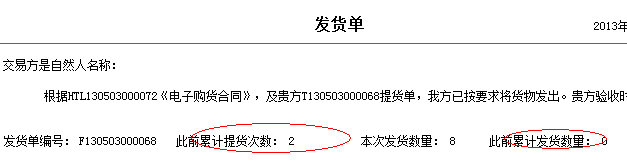 发货单
2013年
交易方是自然人名称：
根据HTL130503000072《电子购货合同》，及贵方T130503000068提货单，我方已按要求将货物发出。贵方验收时
发货单编号：F130503000068 此前累计提货次数：2 本次发货数量：8 此前累计发货数量：0